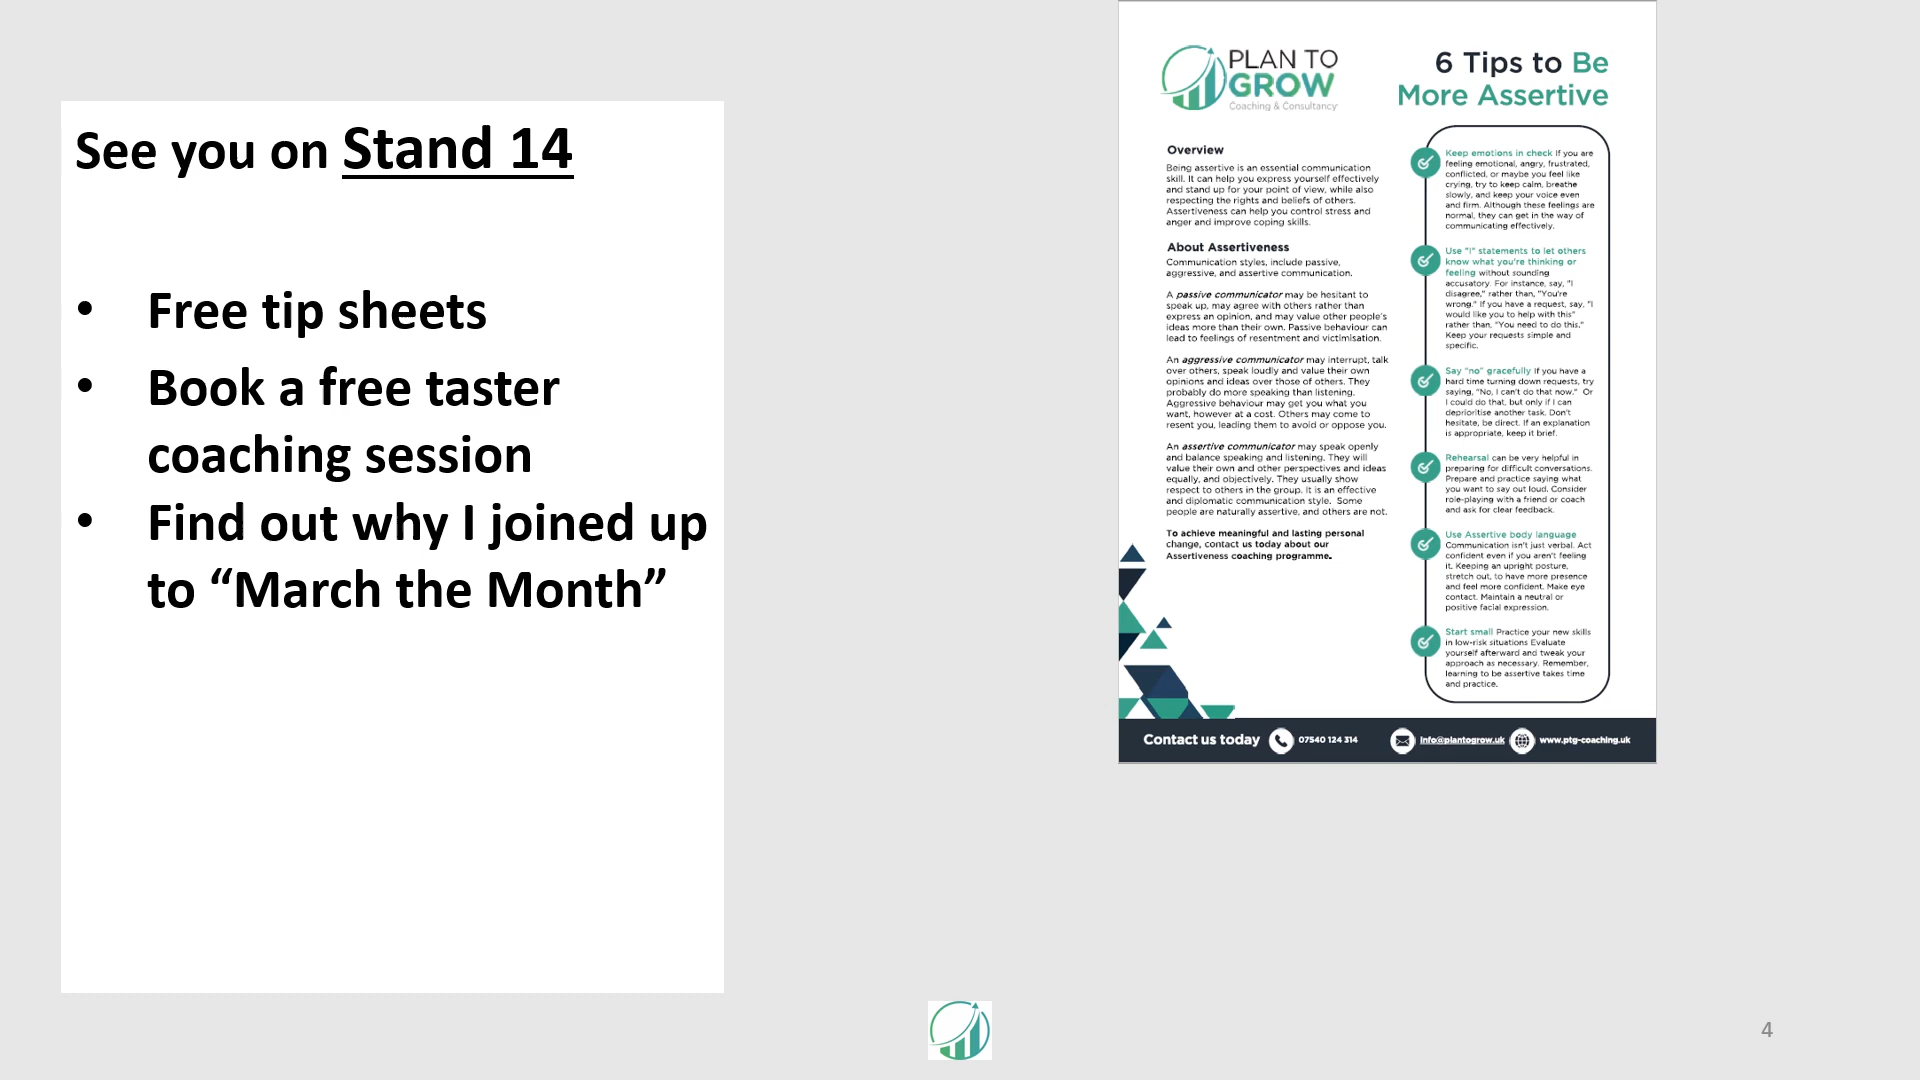 See you on Stand 14
• Free tip sheets
• Book a free taster
coaching session
• Find out why I joined up
to “March the Month”
PLAN TO
GROW
Coaching & Consultancy
6 Tips to Be
More Assertive
Overview
Being assertive is an essential communication
skill. It can help you express yourself effectively
and stand up for your point of view, while also
respecting the rights and beliefs of others.
Assertiveness can help you control stress and
anger and improve coping skills.
About Assertiveness
Communication styles, include passive,
aggressive, and assertive communication.
A passive communicator may be hesitant to
speak up, may agree with others rather than
express an opinion, and may value other people's
ideas more than their own. Passive behaviour can
lead to feelings of resentment and victimisation.
An aggressive communicator may interrupt, talk
over others, speak loudly and value their own
opinions and ideas over those of others. They
probably do more speaking than listening.
Aggressive behaviour may get you what you
want, however at a cost. Others may come to
resent you, leading them to avoid or oppose you.
An assertive communicator may speak openly
and balance speaking and listening. They will
value their own and other perspectives and ideas
equally, and objectively. They usually show
respect to others in the group. It is an effective
and diplomatic communication style. Some
people are naturally assertive, and others are not.
To achieve meaningful and lasting personal
change, contact us today about our
Assertiveness coaching programme.
Keep emotions in check If you are
feeling emotional, angry, frustrated,
conflicted, or maybe you feel like
crying, try to keep calm, breathe
slowly, and keep your voice even
and firm. Although these feelings are
normal, they can get in the way of
communicating effectively.
Use "I" statements to let others
know what you're thinking or
feeling without sounding
accusatory. For instance, say, "I
disagree," rather than, "You're
wrong." If you have a request, say, "I
would like you to help with this"
rather than, "You need to do this."
Keep your requests simple and
specific.
Say "no" gracefully If you have a
hard time turning down requests, try
saying, "No, I can't do that now." Or
I could do that, but only if I can
deprioritise another task. Don't
hesitate, be direct. If an explanation
is appropriate, keep it brief.
Rehearsal can be very helpful in
preparing for difficult conversations.
Prepare and practice saying what
you want to say out loud. Consider
role-playing with a friend or coach
and ask for clear feedback.
Use Assertive body language
Communication isn't just verbal. Act
confident even if you aren't feeling
it. Keeping an upright posture,
stretch out, to have more presence
and feel more confident. Make eye
contact. Maintain a neutral or
positive facial expression.
Start small Practice your new skills
in low-risk situations Evaluate
yourself afterward and tweak your
approach as necessary. Remember,
learning to be assertive takes time
and practice.
Contact us today 07540 124 314 info@plantogrow.uk www.ptg-coaching.uk
4